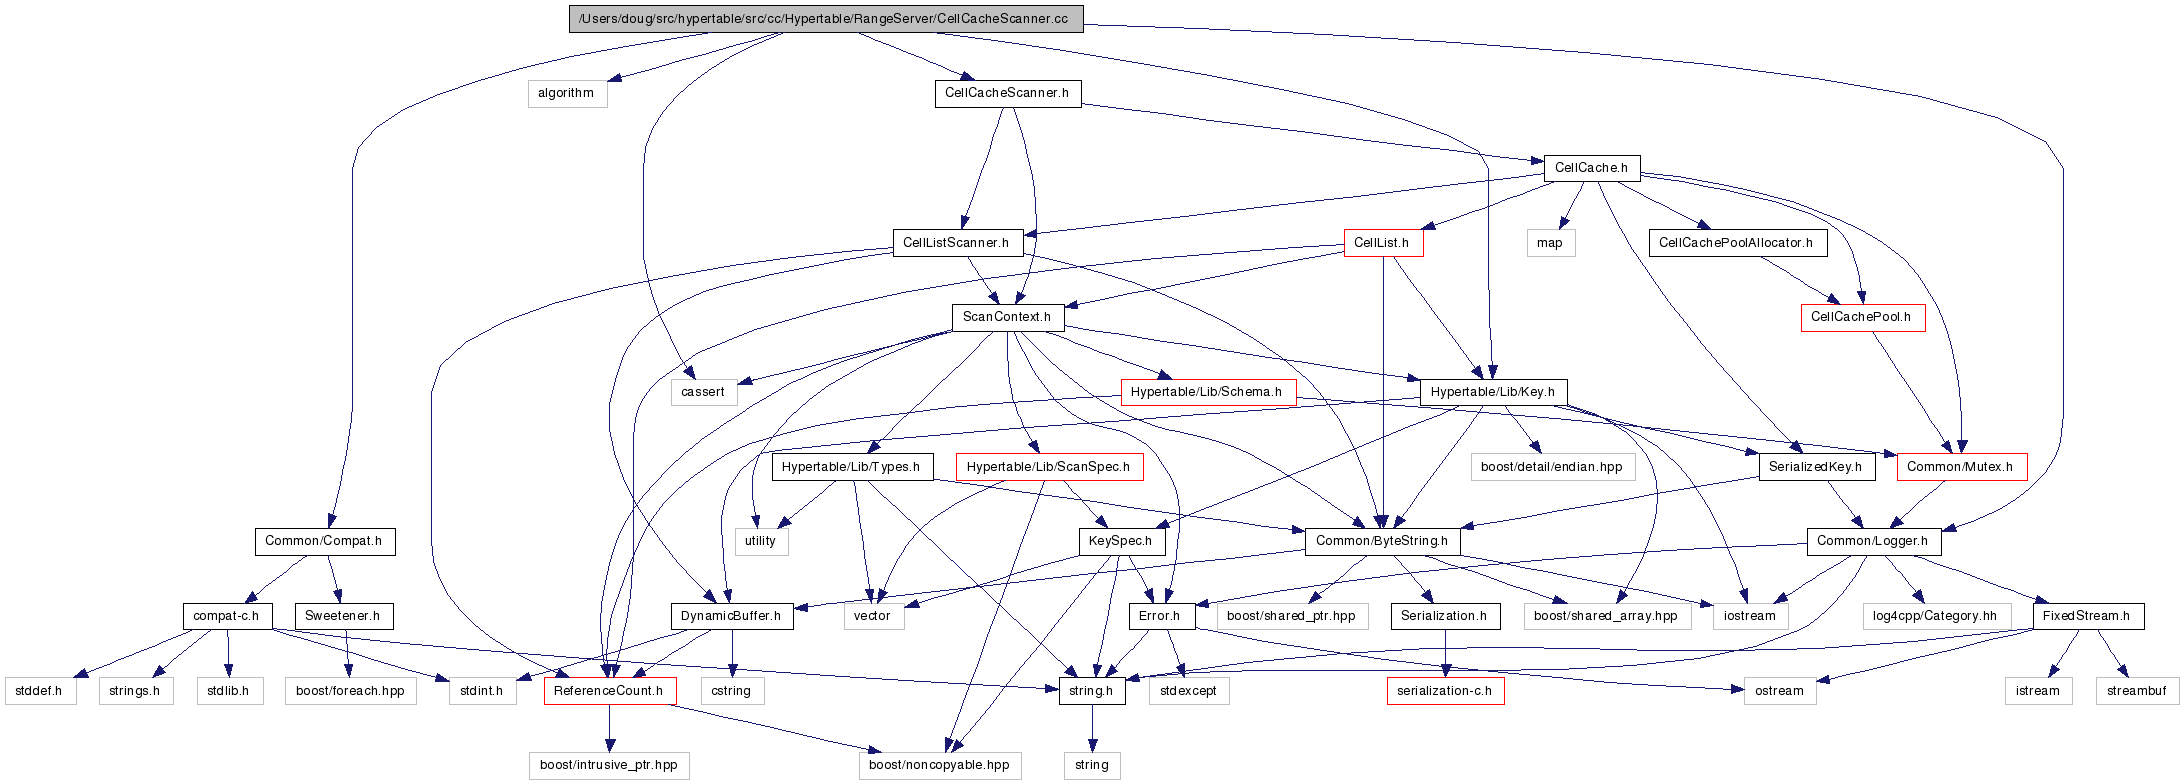 /Users/doug/src/hypertable/src/cc/Hypertable/RangeServer/CellCacheScanner.cc
algorithm
CellCacheScanner.h
CellCache.h
CellListScanner.h
CellList.h
map
CellCachePoolAllocator.h
ScanContext.h
CellCachePool.h
cassert
Hypertable/Lib/Schema.h
Hypertable/Lib/Key.h
Hypertable/Lib/Types.h
Hypertable/Lib/ScanSpec.h
boost/detail/endian.hpp
SerializedKey.h
Common/Mutex.h
Common/Compat.h
utility
KeySpec.h
Common/ByteString.h
Common/Logger.h
compat-c.h
Sweetener.h
DynamicBuffer.h
vector
Error.h
boost/shared_ptr.hpp
Serialization.h
boost/shared_array.hpp
iostream
log4cpp/Category.hh
FixedStream.h
stddef.h
strings.h
stdlib.h
boost/foreach.hpp
stdint.h
ReferenceCount.h
cstring
string.h
stdexcept
serialization-c.h
ostream
istream
streambuf
boost/intrusive_ptr.hpp
boost/noncopyable.hpp
string